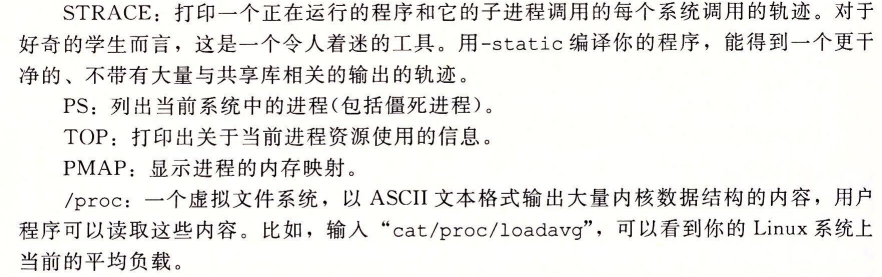 STRACE：打印一个正在运行的程序和它的子进程调用的每个系统调用的轨迹。对于
好奇的学生而言，这是一个令人着迷的工具。用-static编译你的程序，能得到一个更干
净的、不带有大量与共享库相关的输出的轨迹。
PS：列出当前系统中的进程(包括僵死进程)。
TOP：打印出关于当前进程资源使用的信息。
PMAP：显示进程的内存映射。
/proc：一个虚拟文件系统，以 ASCII 文本格式输出大量内核数据结构的内容，用户
程序可以读取这些内容。比如，输入“cat/proc/loadavg”，可以看到你的 Linux 系统上
当前的平均负载。